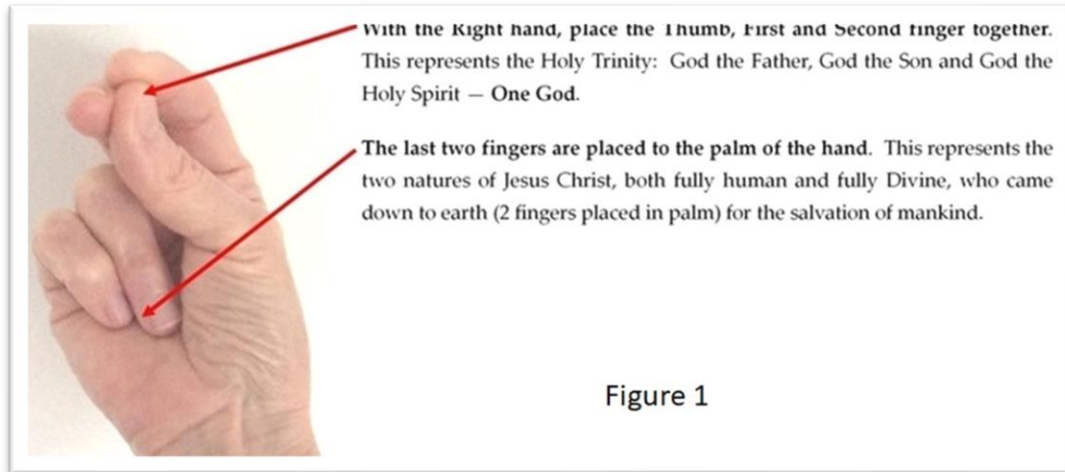 With the Right hand, place the Thumb, First and Second finger together.
This represents the Holy Trinity: God the Father, God the Son and God the
Holy Spirit — One God.
The last two fingers are placed to the palm of the hand. This represents the
two natures of Jesus Christ, both fully human and fully Divine, who came
down to earth (2 fingers placed in palm) for the salvation of mankind.
Figure 1